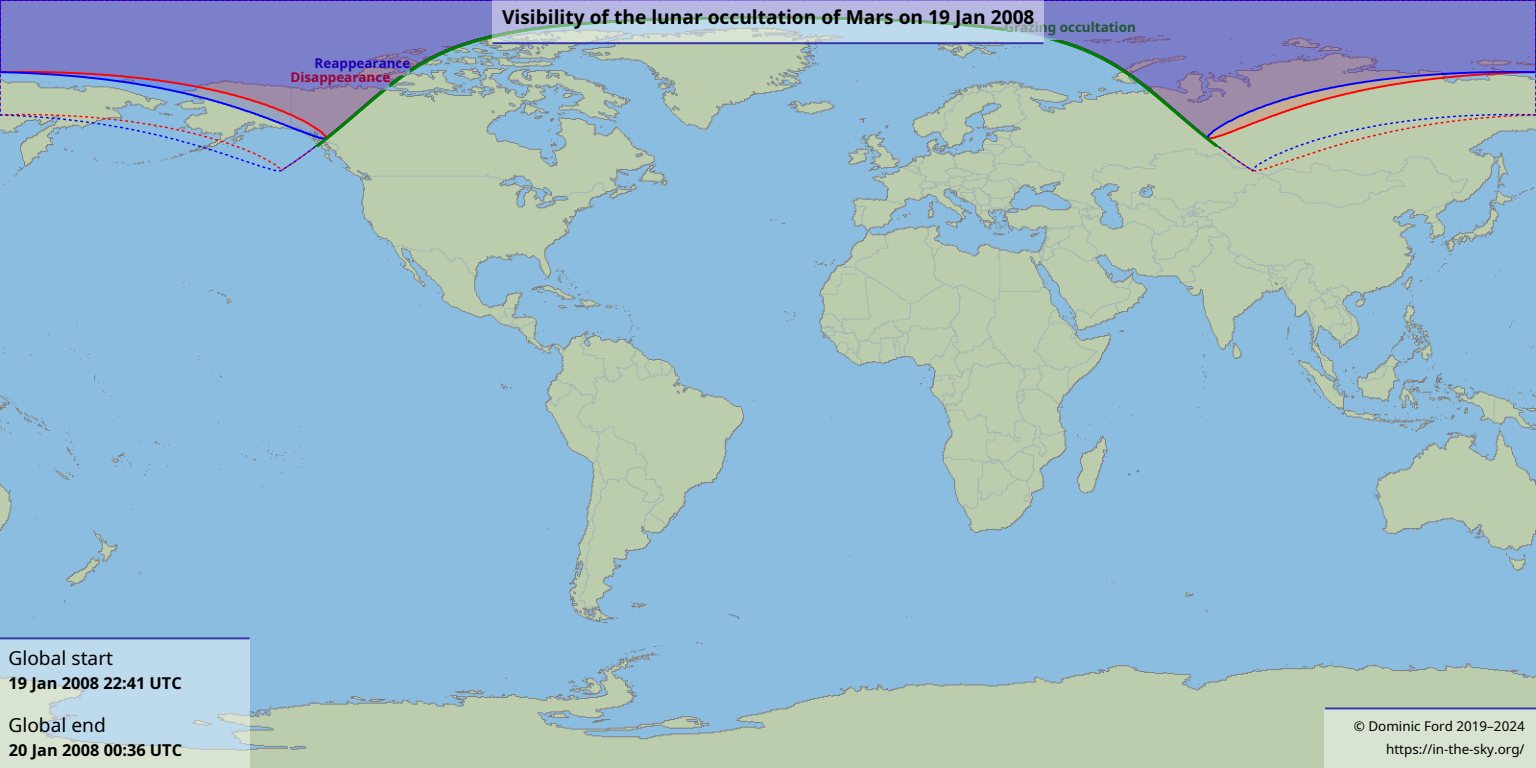 Visibility of the lunar occultation of Mars on 19 Jan 2008
Grazing occultation
Reappearance
Disappearance
Global start
19 Jan 2008 22:41 UTC
Global end
20 Jan 2008 00:36 UTC
© Dominic Ford 2019–2024
https://in-the-sky.org/